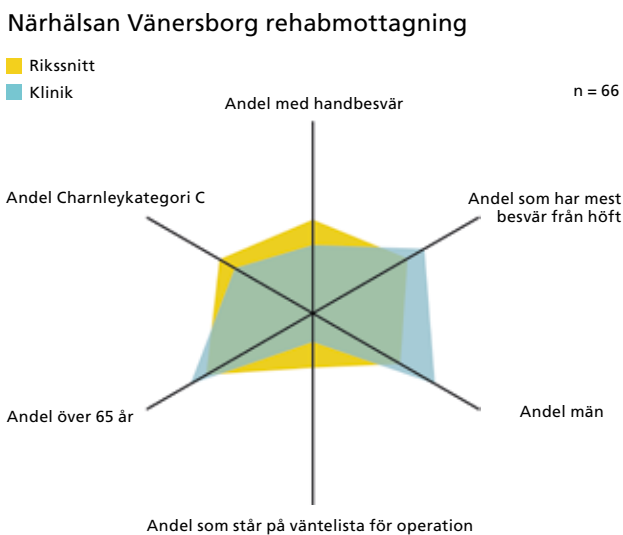 Närhälsan Vänersborg rehabmottagning
Rikssnitt
Klinik
n = 66
Andel med handbesvär
Andel Charnleykategori C
Andel som har mest
besvär från höft
Andel över 65 år
Andel män
Andel som står på väntelista för operation